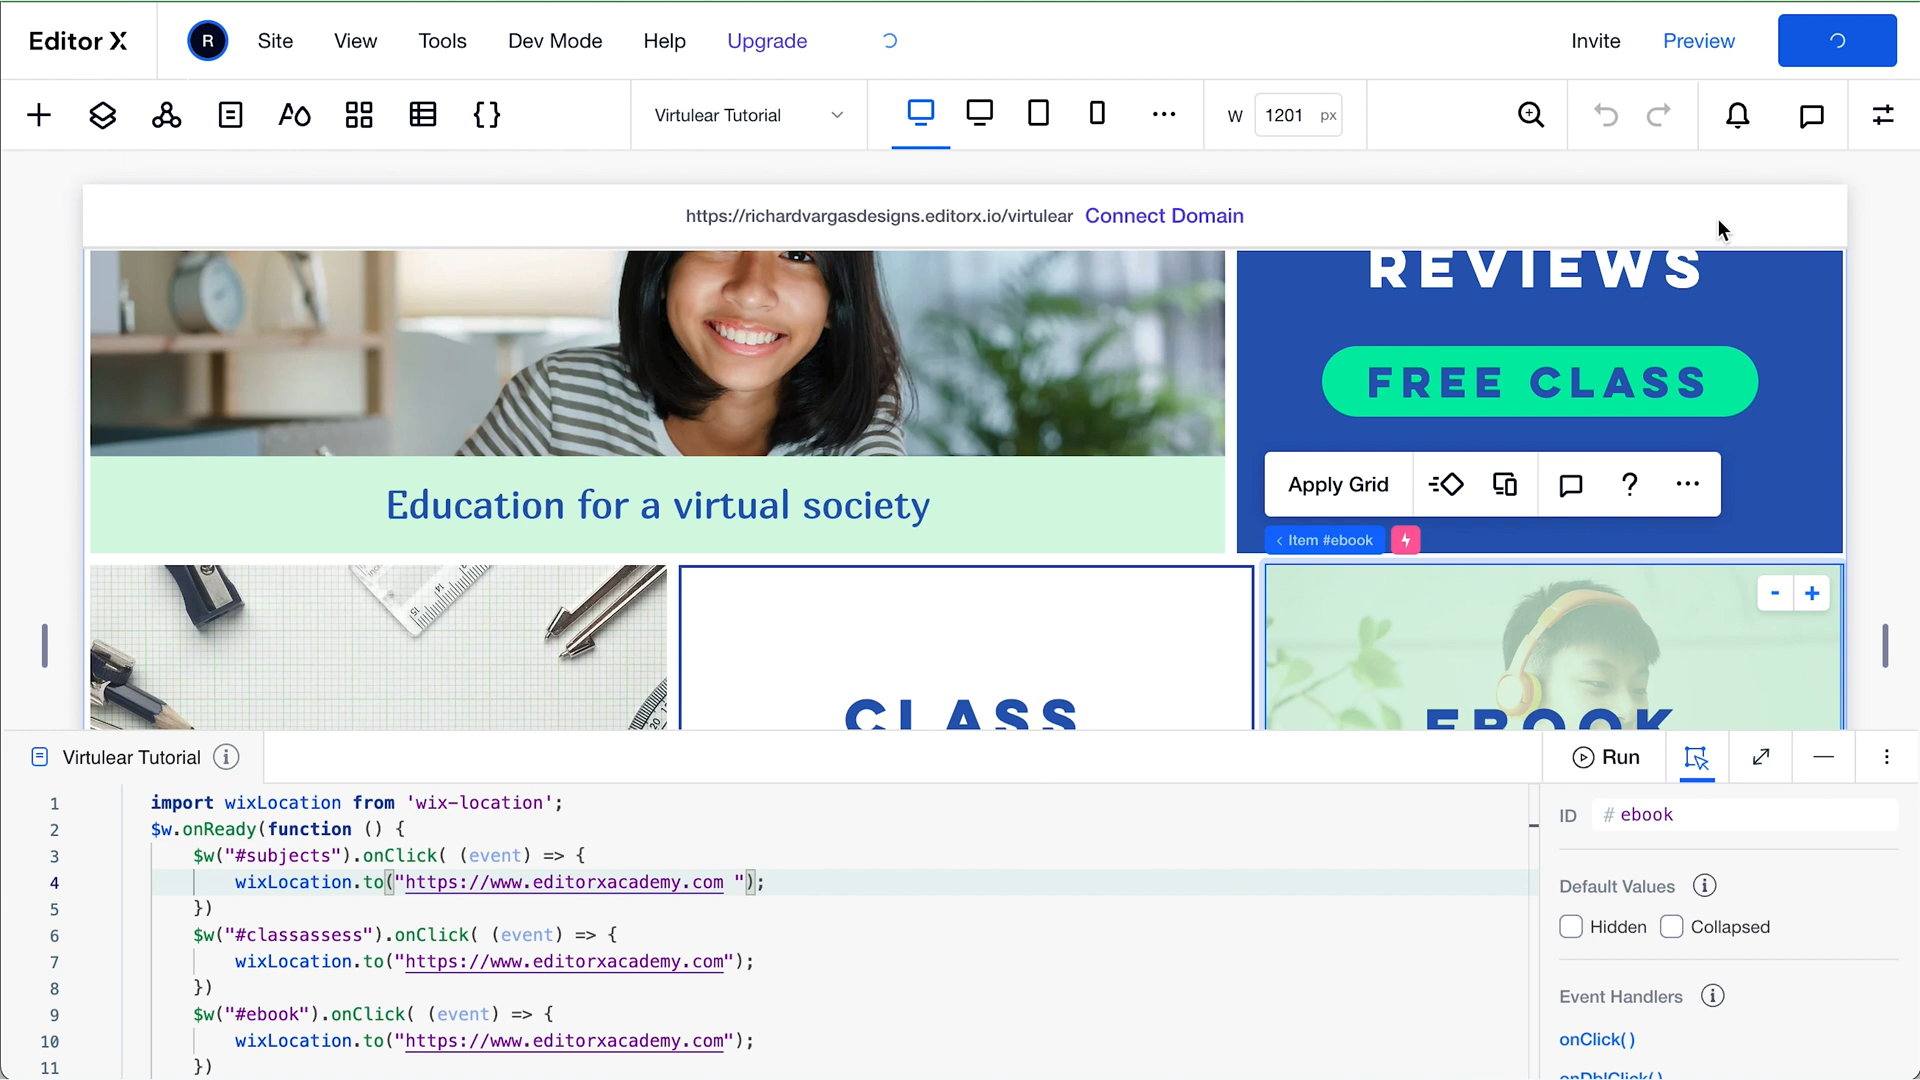 Editor X
R
Site
View
Tools
Dev Mode
Help
Upgrade
Invite
Preview
Virtulear Tutorial
W
1201 px
https://richardvargasdesigns.editorx.io/virtulear Connect Domain
REVIEWS
FREE CLASS
Apply Grid
?
Education for a virtual society
< Item #ebook
- +
14
15
20
CLASS
EBOOK
Virtulear Tutorial
Run
1 import wixLocation from 'wix-location';
2 $w.onReady(function () {
3 $w("#subjects").onClick( (event) => {
4 wixLocation.to("https://www.editorxacademy.com ");
5 })
6 $w("#classassess").onClick( (event) => {
7 wixLocation.to("https://www.editorxacademy.com");
8 })
9 $w("#ebook").onClick( (event) => {
10 wixLocation.to("https://www.editorxacademy.com");
11 })
ID # ebook
Default Values
Hidden
Collapsed
Event Handlers
onClick()
onDblClick()